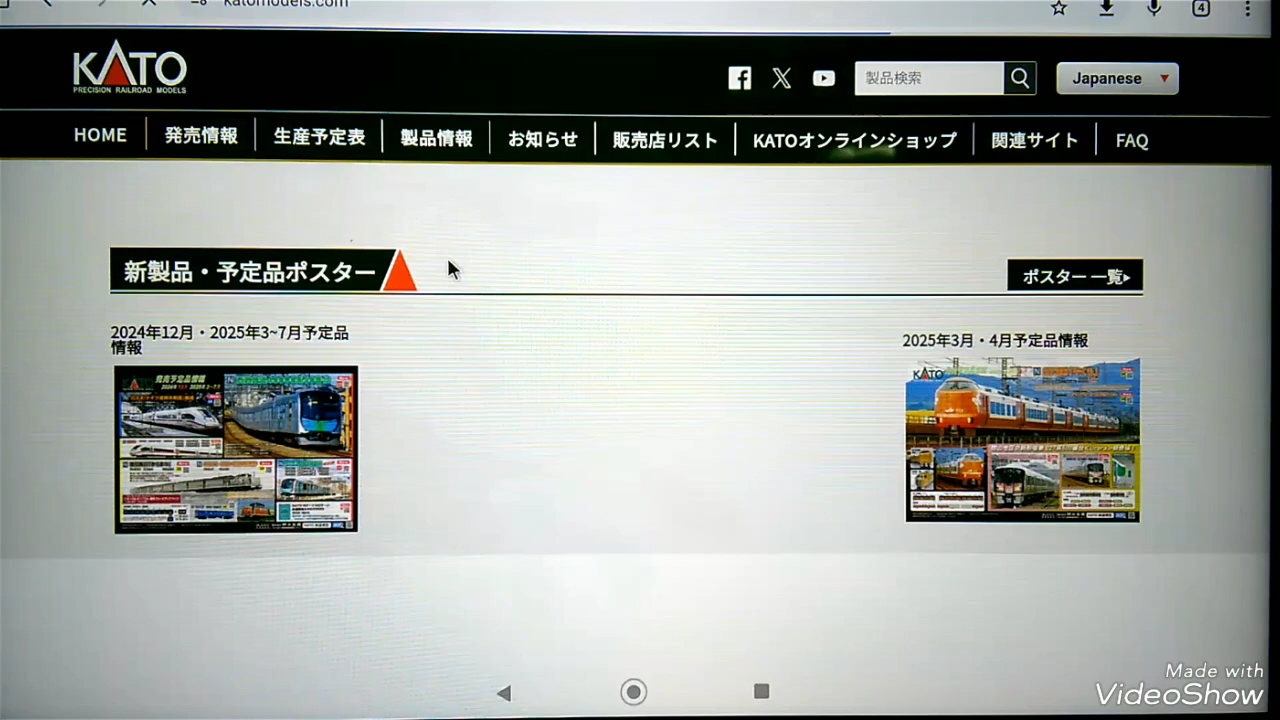 katomodels.com
4
KATO
PRECISION RAILROAD MODELS
製品検索
Japanese
HOME
発売情報
生産予定表
製品情報
お知らせ
販売店リスト
KATOオンラインショップ
関連サイト
FAQ
新製品・予定品ポスター
ポスター 一覧
2024年12月・2025年3~7月予定品
情報
2025年3月・4月予定品情報
KATO
Made with
VideoShow